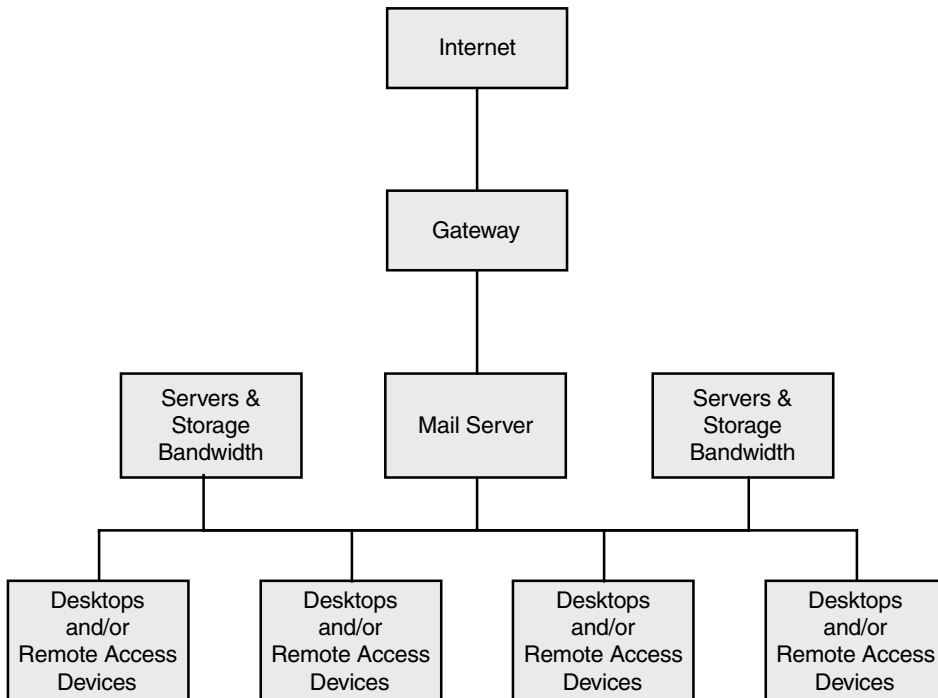 Internet
Gateway
Servers &
Storage
Bandwidth
Mail Server
Servers &
Storage
Bandwidth
Desktops
and/or
Remote Access
Devices
Desktops
and/or
Remote Access
Devices
Desktops
and/or
Remote Access
Devices
Desktops
and/or
Remote Access
Devices